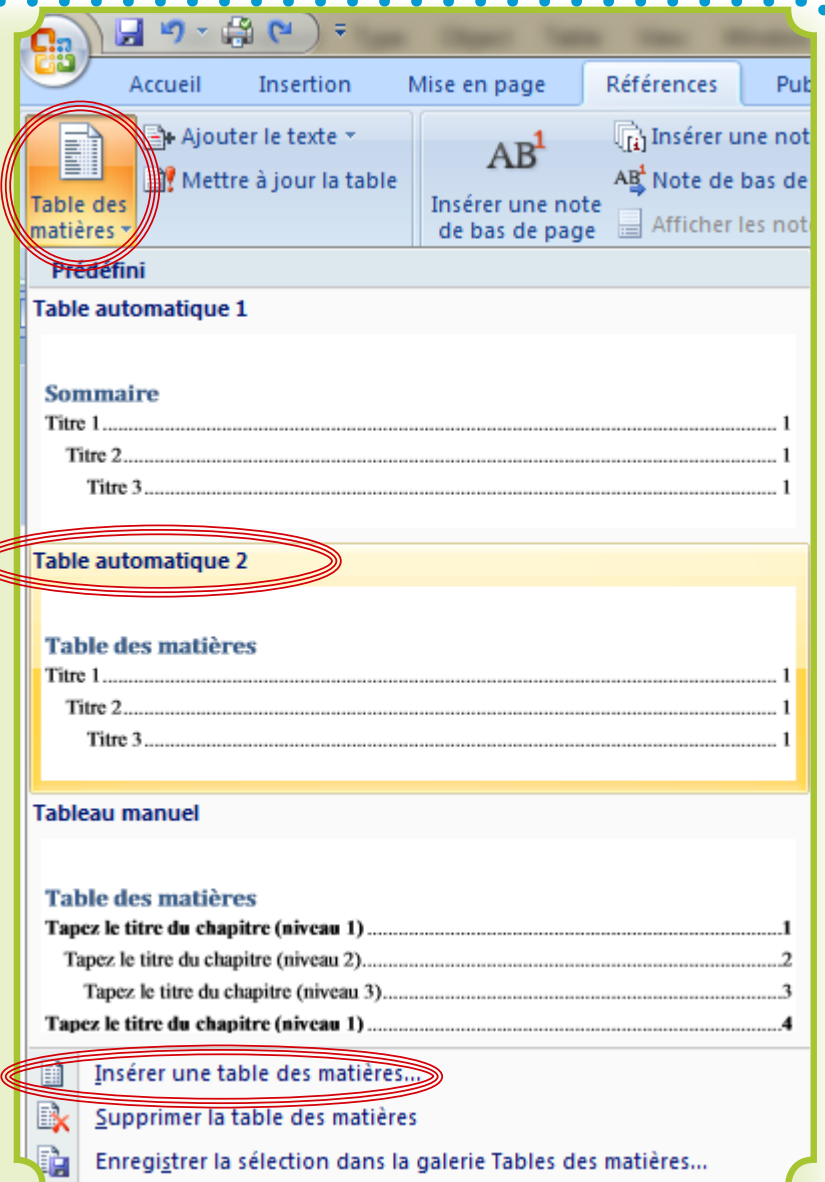 Accueil Insertion Mise en page Références Pub
Table des
matières
Ajouter le texte
Mettre à jour la table
AB1
Insérer une note
de bas de page
[i] Insérer une not
AB1 Note de bas de
Afficher les not
Prédéfini
Table automatique 1
Sommaire
Titre 1 1
Titre 2 1
Titre 3 1
Table automatique 2
Table des matières
Titre 1 1
Titre 2 1
Titre 3 1
Tableau manuel
Table des matières
Tapez le titre du chapitre (niveau 1) 1
Tapez le titre du chapitre (niveau 2) 2
Tapez le titre du chapitre (niveau 3) 3
Tapez le titre du chapitre (niveau 1) 4
Insérer une table des matières...
Supprimer la table des matières
Enregistrer la sélection dans la galerie Tables des matières...